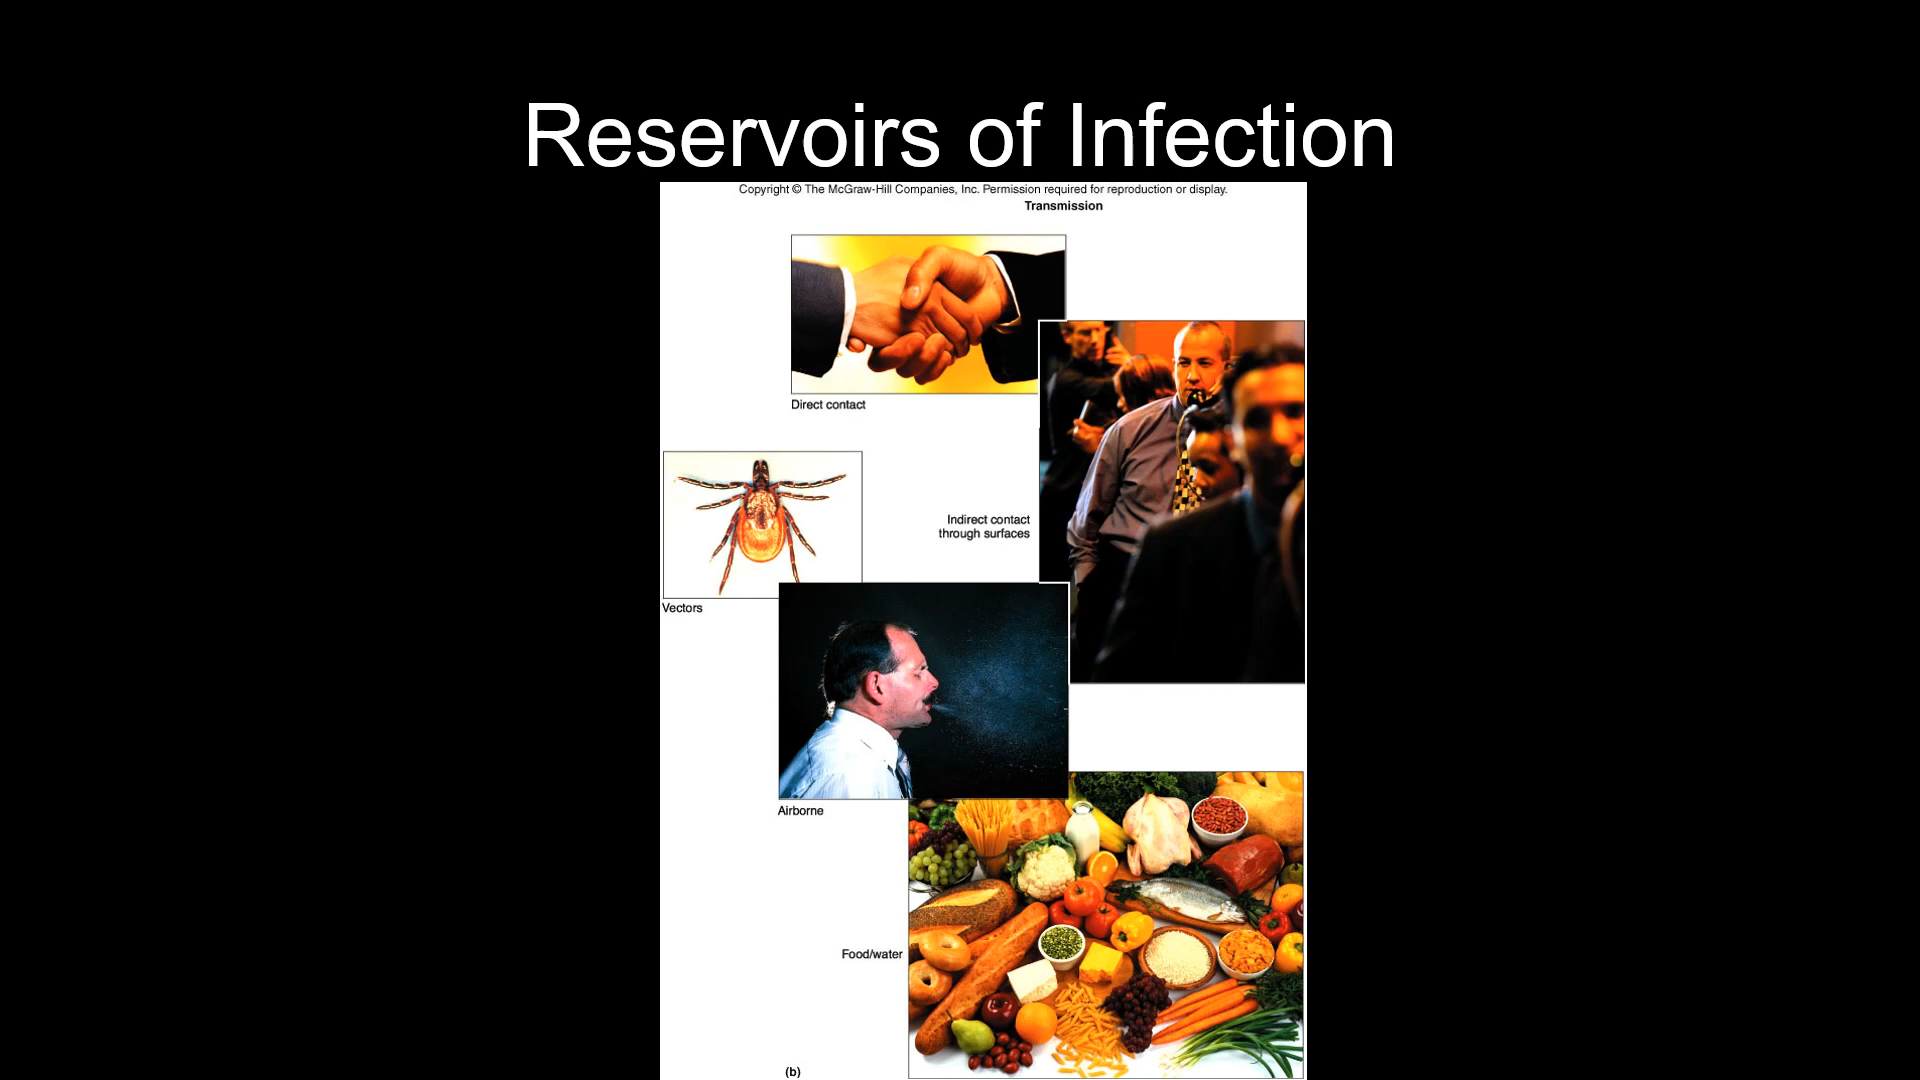 Reservoirs of Infection
Copyright © The McGraw-Hill Companies, Inc. Permission required for reproduction or display.
Transmission
Direct contact
Indirect contact
through surfaces
Vectors
Airborne
Food/water
(b)